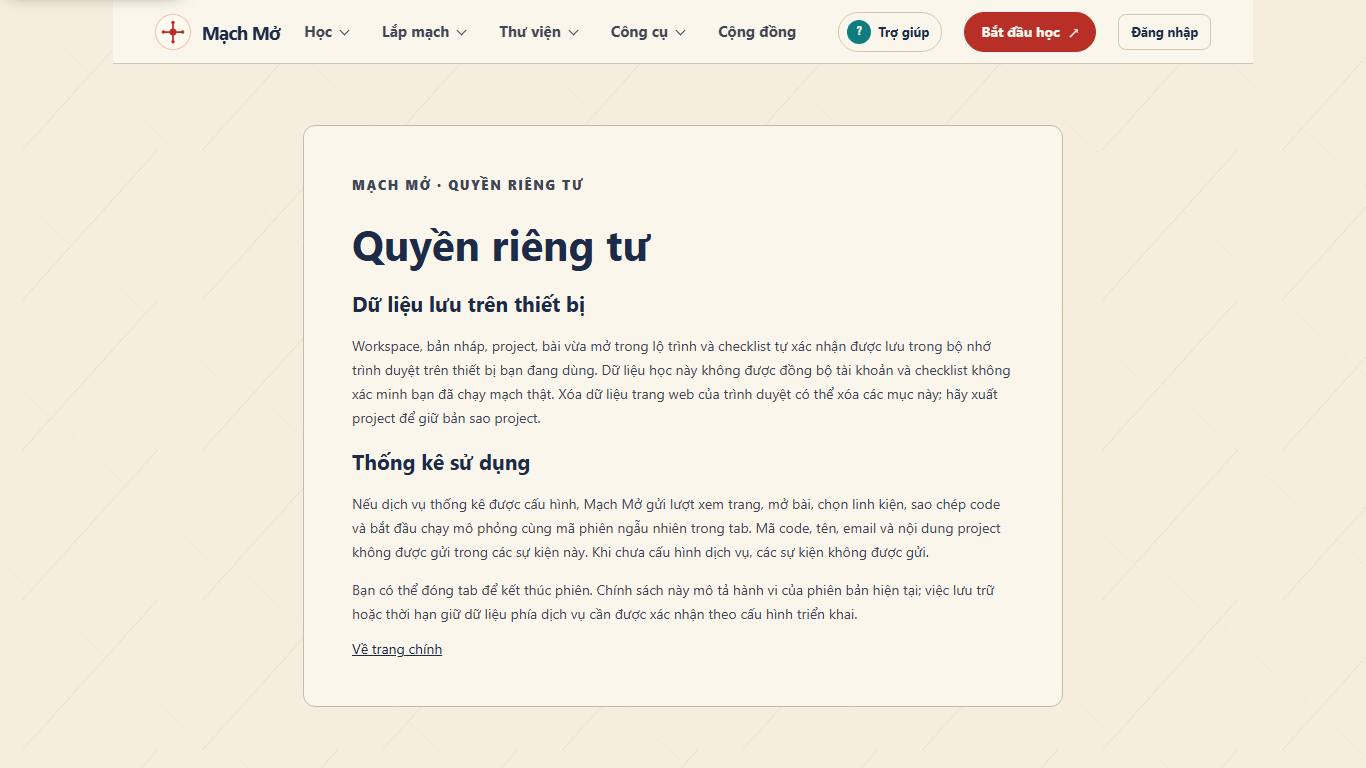 Mạch Mở
Học
Lắp mạch
Thư viện
Công cụ
Cộng đồng
? Trợ giúp
Bắt đầu học ↗
Đăng nhập
MẠCH MỞ · QUYỀN RIÊNG TƯ
Quyền riêng tư
Dữ liệu lưu trên thiết bị
Workspace, bản nháp, project, bài vừa mở trong lộ trình và checklist tự xác nhận được lưu trong bộ nhớ
trình duyệt trên thiết bị bạn đang dùng. Dữ liệu học này không được đồng bộ tài khoản và checklist không
xác minh bạn đã chạy mạch thật. Xóa dữ liệu trang web của trình duyệt có thể xóa các mục này; hãy xuất
project để giữ bản sao project.
Thống kê sử dụng
Nếu dịch vụ thống kê được cấu hình, Mạch Mở gửi lượt xem trang, mở bài, chọn linh kiện, sao chép code
và bắt đầu chạy mô phỏng cùng mã phiên ngẫu nhiên trong tab. Mã code, tên, email và nội dung project
không được gửi trong các sự kiện này. Khi chưa cấu hình dịch vụ, các sự kiện không được gửi.
Bạn có thể đóng tab để kết thúc phiên. Chính sách này mô tả hành vi của phiên bản hiện tại; việc lưu trữ
hoặc thời hạn giữ dữ liệu phía dịch vụ cần được xác nhận theo cấu hình triển khai.
Về trang chính